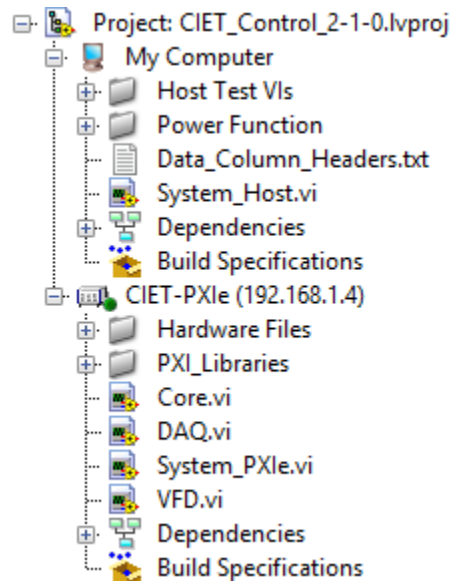 Project: CIET_Control_2-1-0.lvproj
My Computer
Host Test VIs
Power Function
Data_Column_Headers.txt
System_Host.vi
Dependencies
Build Specifications
CIET-PXIe (192.168.1.4)
Hardware Files
PXI_Libraries
Core.vi
DAQ.vi
System_PXIe.vi
VFD.vi
Dependencies
Build Specifications